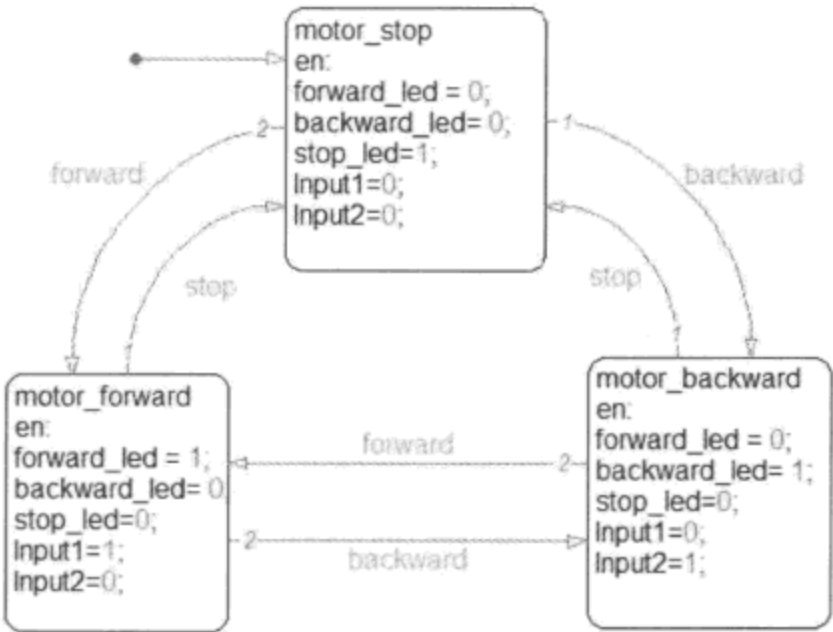 motor_stop
en:
forward_led = 0;
backward_led= 0;
stop_led=1;
Input1=0;
Input2=0;
2
1
forward
backward
stop
stop
1
1
motor_forward
en:
forward_led = 1;
backward_led= 0
stop_led=0;
Input1=1;
Input2=0;
motor_backward
en:
forward_led = 0;
backward_led= 1;
stop_led=0;
Input1=0;
Input2=1;
forward
2
2
backward